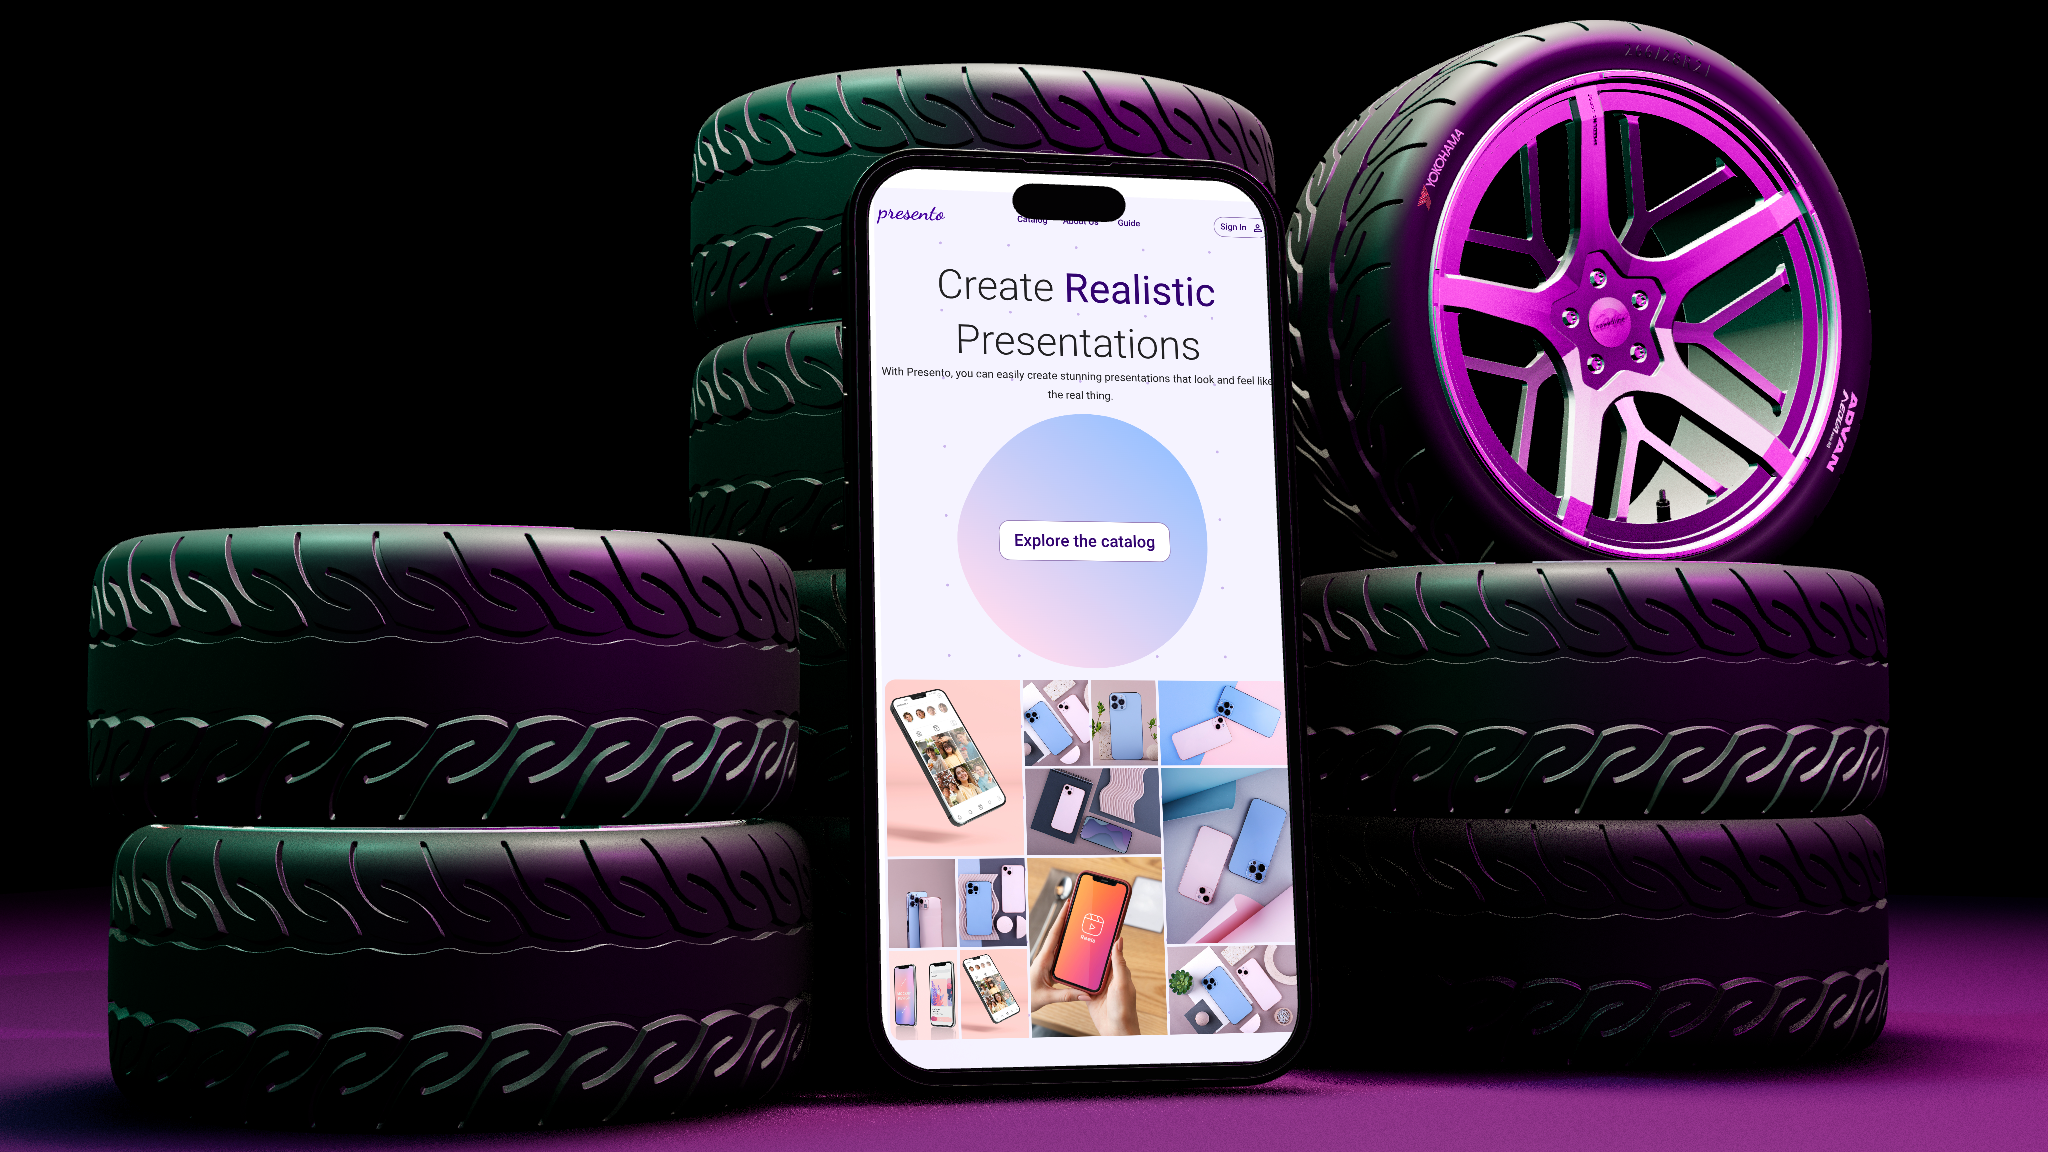 presento
Catalog About Us Guide
Sign In
Create Realistic
Presentations
With Presento, you can easily create stunning presentations that look and feel like
the real thing.
Explore the catalog
YOKOHAMA
ADVAN